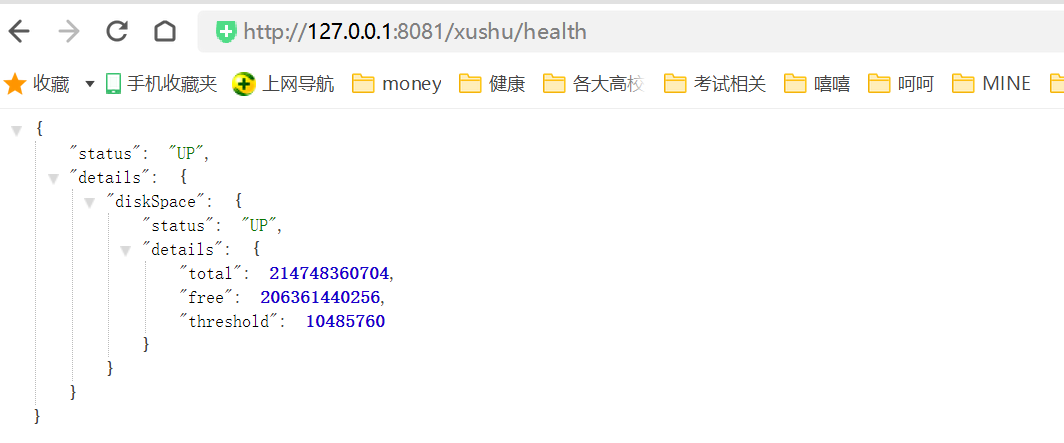 http://127.0.0.1:8081/xushu/health
收藏 手机收藏夹 上网导航 money 健康 各大高校 考试相关 嘻嘻 呵呵 MINE
{
"status": "UP",
"details": {
"diskSpace": {
"status": "UP",
"details": {
"total": 214748360704,
"free": 206361440256,
"threshold": 10485760
}
}
}
}